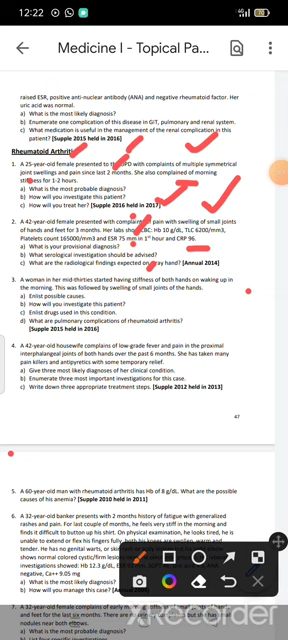 12:22
70
Medicine I - Topical Pa...
raised ESR, positive anti-nuclear antibody (ANA) and negative rheumatoid factor. Her
uric acid was normal.
a) What is the most likely diagnosis?
b) Enumerate one complication of this disease in GIT, pulmonary and renal system.
c) What medication is useful in the management of the renal complication in this
patient? [Supple 2015 held in 2016]
Rheumatoid Arthritis
1. A 25-year-old female presented to the OPD with complaints of multiple symmetrical
joint swellings and pain since last 2 months. She also complained of morning
stiffness for 1-2 hours.
a) What is the most probable diagnosis?
b) How will you investigate this patient?
c) How will you treat her? [Supple 2016 held in 2017]
2. A 42-year-old female presented with complaint of pain with swelling of small joints
of hands and feet for 3 months. Her labs show CBC: Hb 10 g/dL, TLC 6200/mm3,
Platelets count 165000/mm3 and ESR 75 mm in 1st hour and CRP 96.
a) What is your provisional diagnosis?
b) What serological investigation should be advised?
c) What are the radiological findings expected on x-ray hand? [Annual 2014]
3. A woman in her mid-thirties started having stiffness of both hands on waking up in
the morning. This was followed by swelling of small joints of the hands.
a) Enlist possible causes.
b) How will you investigate this patient?
c) Enlist drugs used in this condition.
d) What are pulmonary complications of rheumatoid arthritis?
[Supple 2015 held in 2016]
4. A 42-year-old housewife complains of low-grade fever and pain in the proximal
interphalangeal joints of both hands over the past 6 months. She has taken many
pain killers and antipyretics with some temporary relief.
a) Give three most likely diagnoses of her clinical condition.
b) Enumerate three most important investigations for this case.
c) Write down three appropriate treatment steps. [Supple 2012 held in 2013]
47
5. A 60-year-old man with rheumatoid arthritis has Hb of 8 g/dL. What are the possible
causes of his anemia? [Supple 2010 held in 2011]
6. A 32-year-old banker presents with 2 months history of fatigue with generalized
rashes and pain. For last couple of months, he feels very stiff in the morning and
finds it difficult to button up his shirt. On physical examination, he looks tired, is
unable to extend or fix his fingers fully,
tender. He has no genital warts, or
shows normal colored cystic/firm
investigations showed: Hb 12.3 g/dL,
negative, Ca++ 9.05 mg
a) What is the most likely
b) How will you manage this case?
7. A 32-year-old female complains of early
and feet for the last six months. There are no
nodules near both elbows.
a) What is the most probable diagnosis?